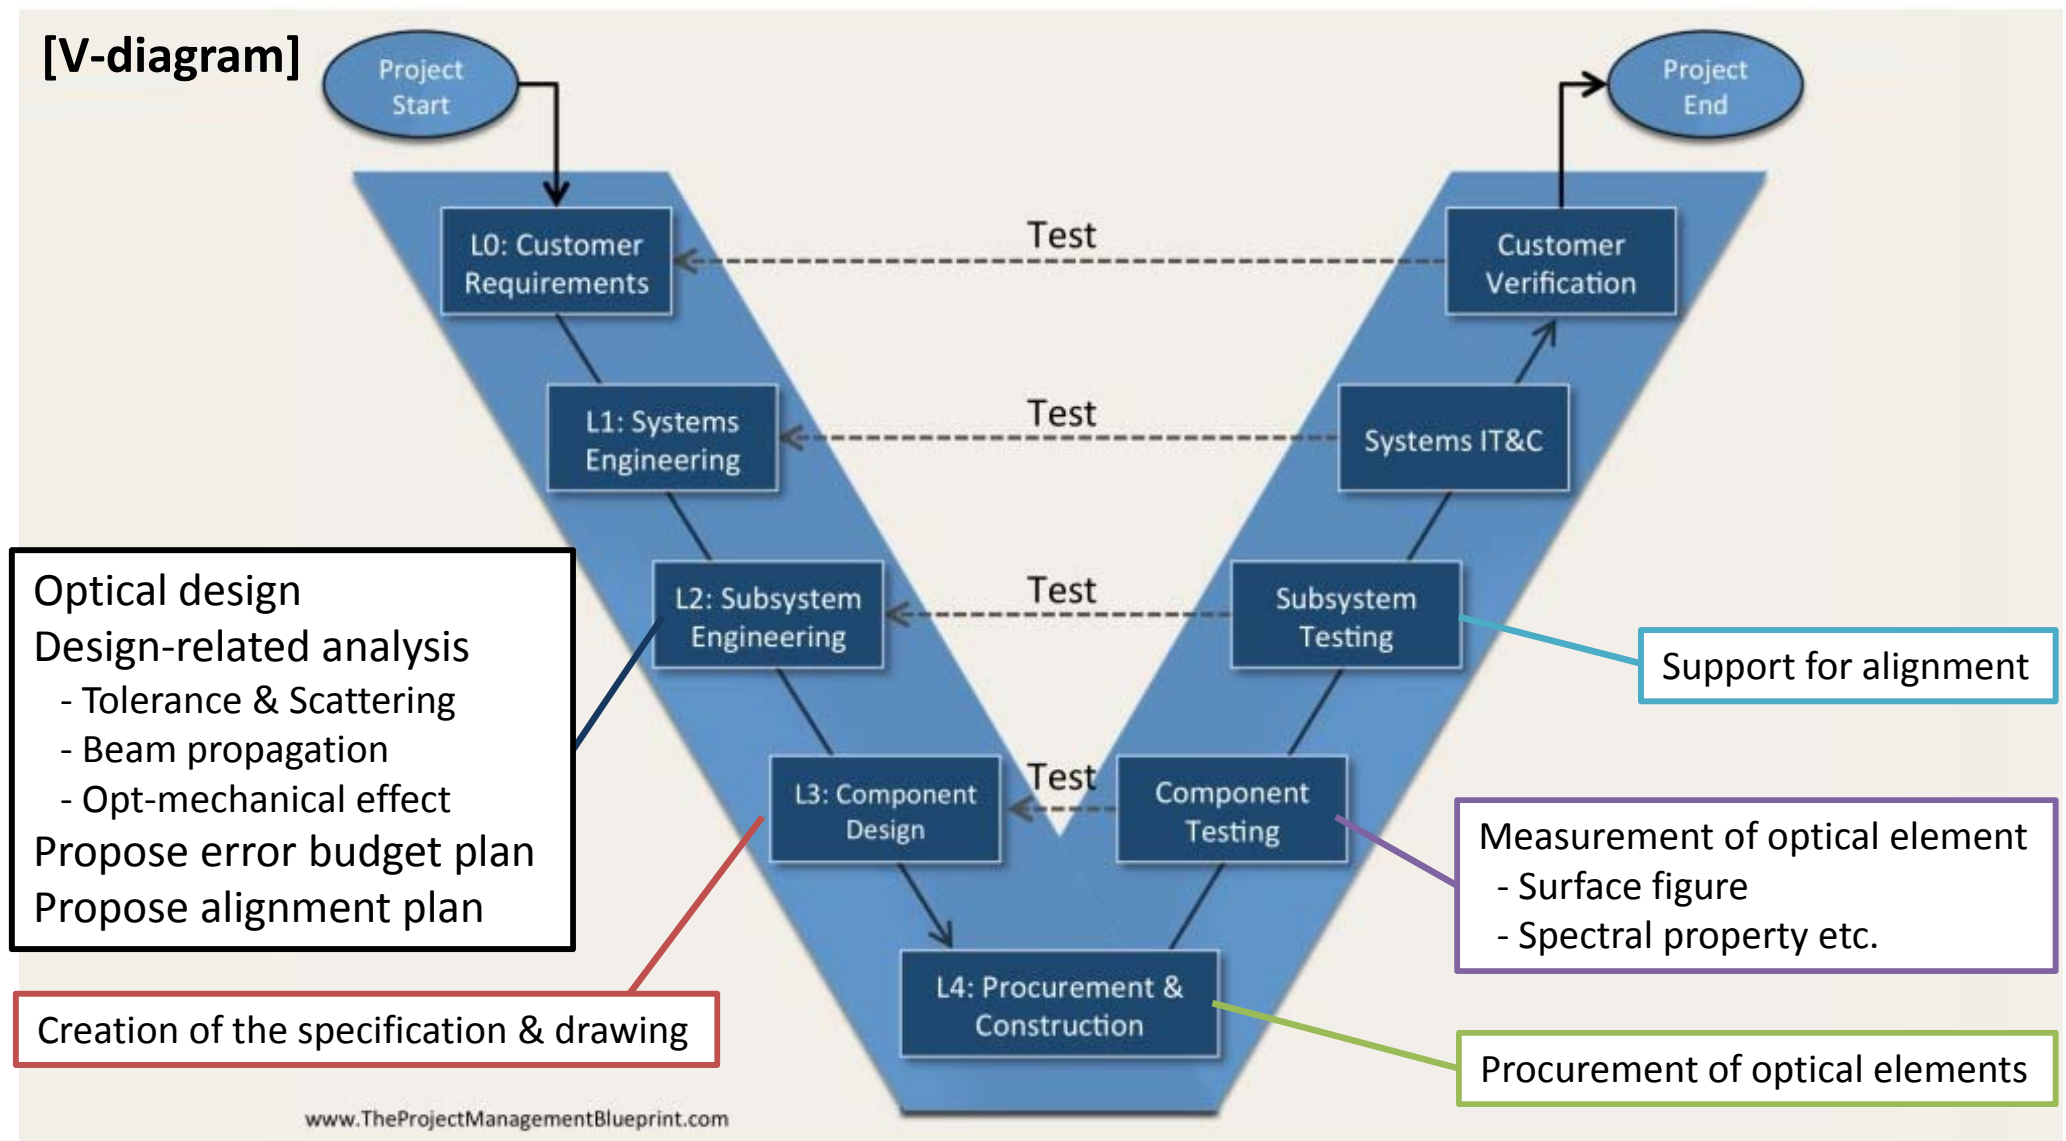 [V-diagram]
Project
Start
Project
End
L0: Customer
Requirements
Test
Customer
Verification
L1: Systems
Engineering
Test
Systems IT&C
L2: Subsystem
Engineering
Test
Subsystem
Testing
Optical design
Design-related analysis
- Tolerance & Scattering
- Beam propagation
- Opt-mechanical effect
Propose error budget plan
Propose alignment plan
Support for alignment
L3: Component
Design
Test
Component
Testing
Measurement of optical element
- Surface figure
- Spectral property etc.
L4: Procurement &
Construction
Creation of the specification & drawing
Procurement of optical elements
www.TheProjectManagementBlueprint.com